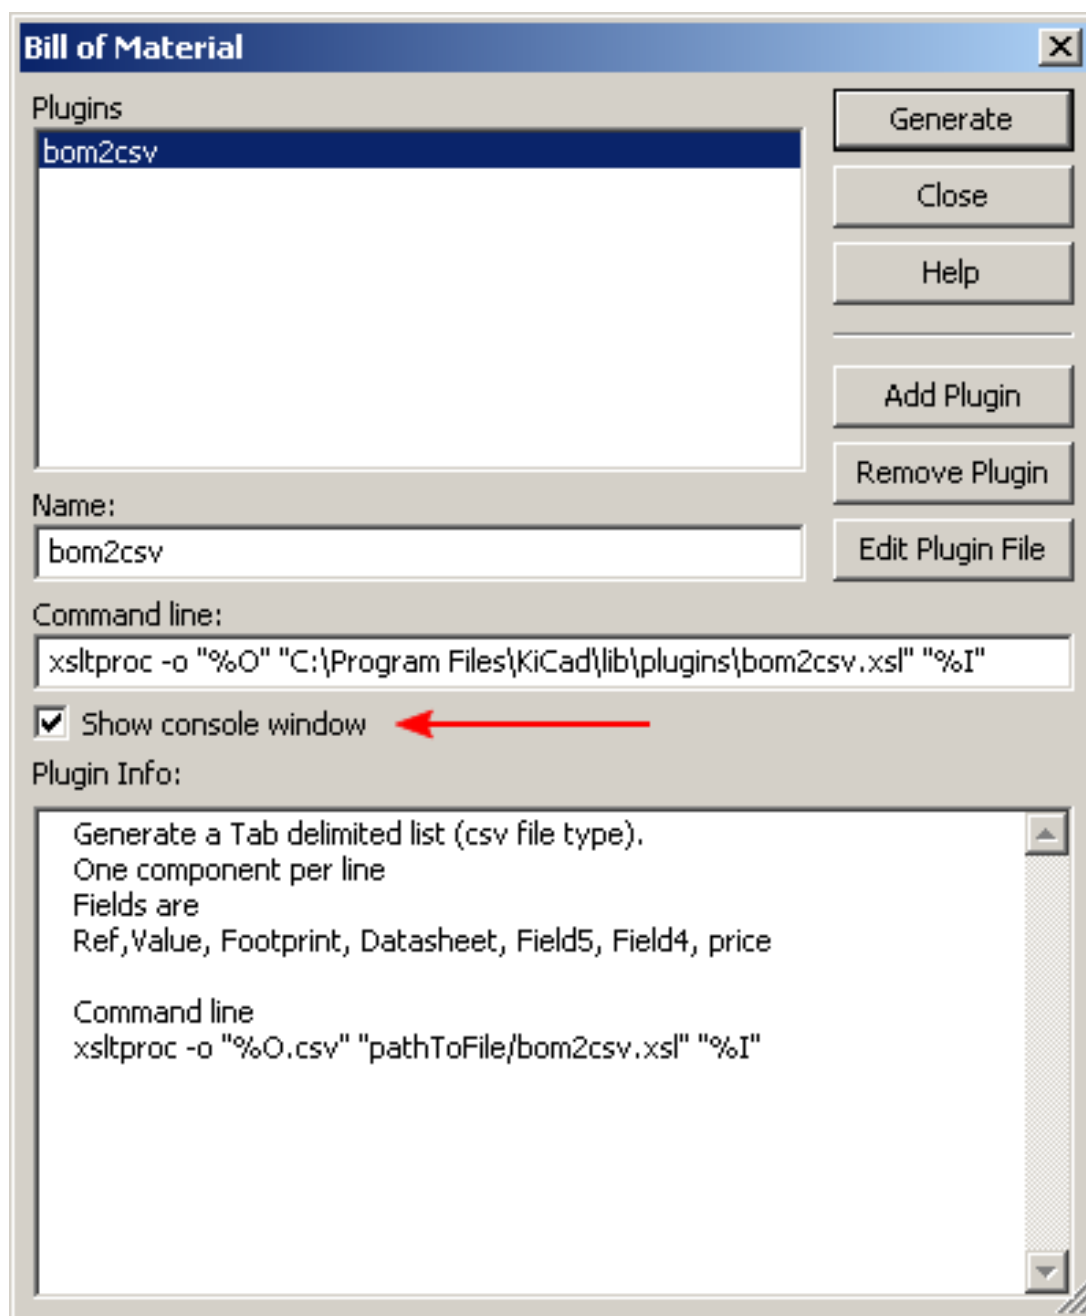 Bill of Material
Plugins
bom2csv
Generate
Close
Help
Add Plugin
Remove Plugin
Edit Plugin File
Name:
bom2csv
Command line:
xsltproc -o "%O" "C:\Program Files\KiCad\lib\plugins\bom2csv.xsl" "%I"
Show console window
Plugin Info:
Generate a Tab delimited list (csv file type).
One component per line
Fields are
Ref,Value, Footprint, Datasheet, Field5, Field4, price
Command line
xsltproc -o "%O.csv" "pathToFile/bom2csv.xsl" "%I"